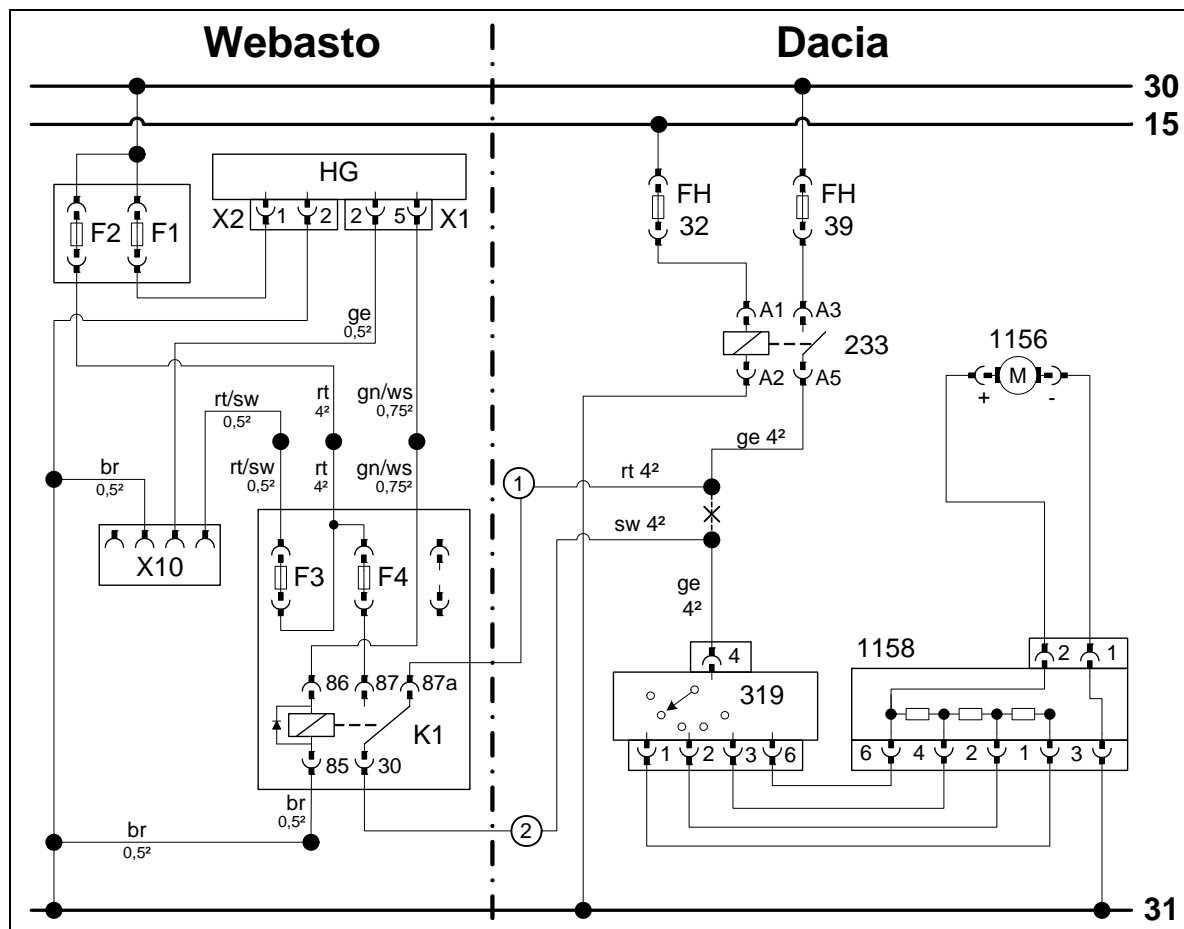 Webasto
Dacia
30
15
HG
X2
1
2
2
5
X1
F2
F1
FH
32
FH
39
ge
0,5²
A1
A3
233
A2
A5
1156
M
+
-
rt/sw
0,5²
rt
4²
gn/ws
0,75²
ge 4²
br
0,5²
rt/sw
0,5²
rt
4²
gn/ws
0,75²
1
rt 4²
sw 4²
X10
F3
F4
ge
4²
86
87
87a
K1
85
30
4
319
1
2
3
6
1158
2
1
6
4
2
1
3
br
0,5²
br
0,5²
2
31